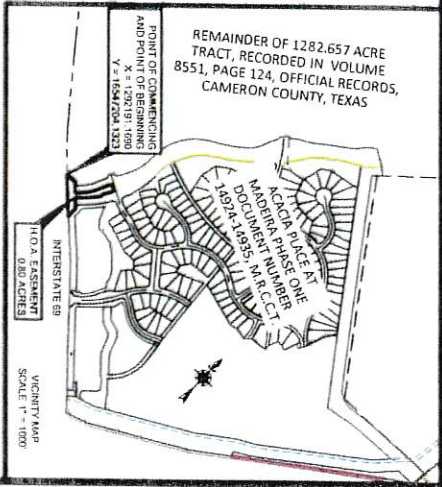 REMAINDER OF 1282.657 ACRE
TRACT, RECORDED IN VOLUME
8551, PAGE 124, OFFICIAL RECORDS,
CAMERON COUNTY, TEXAS
POINT OF COMMENCING
AND POINT OF BEGINNING
X = 1292191.1690
Y = 16547204.1323
ACACIA PLACE AT
MADEIRA PHASE ONE
DOCUMENT NUMBER
14924-14935, M.R.C.C.T.
INTERSTATE 69
H.O.A. EASEMENT
0.80 ACRES
VICINITY MAP
SCALE 1" = 1000'